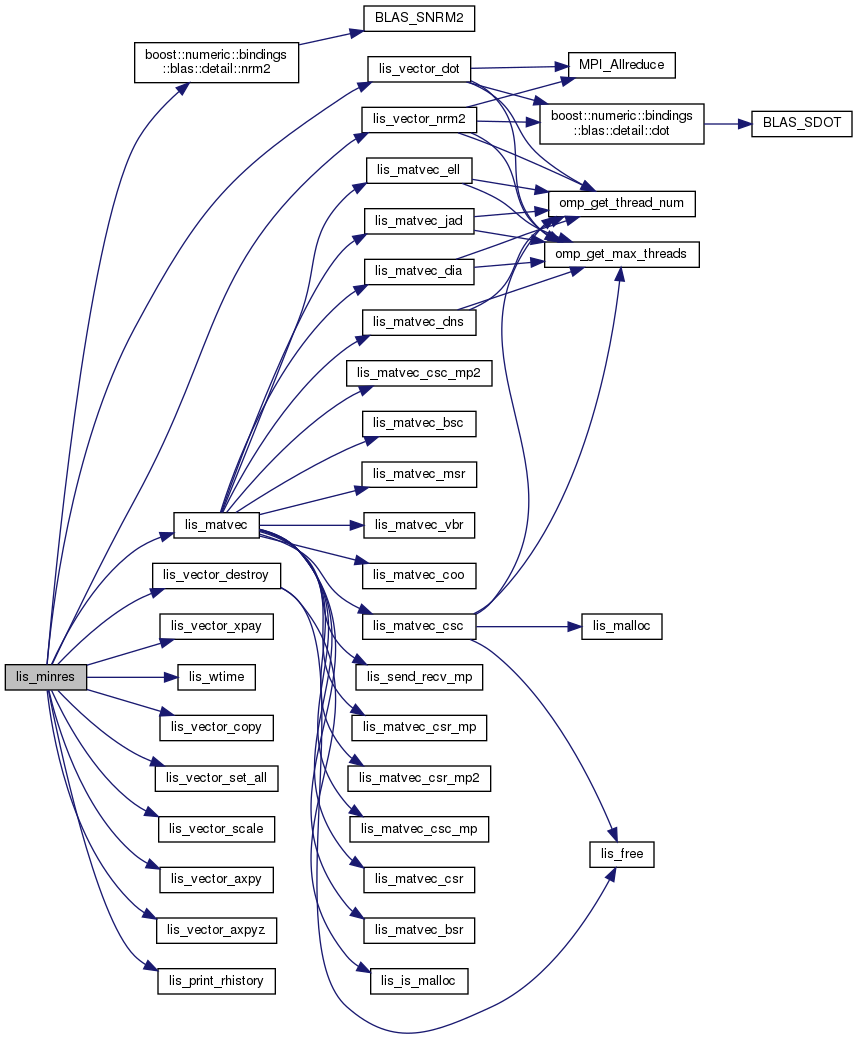 BLAS_SNRM2
boost::numeric::bindings
::blas::detail::nrm2
lis_vector_dot
MPI_Allreduce
lis_vector_nrm2
boost::numeric::bindings
::blas::detail::dot
BLAS_SDOT
lis_matvec_ell
omp_get_thread_num
lis_matvec_jad
omp_get_max_threads
lis_matvec_dia
lis_matvec_dns
lis_matvec_csc_mp2
lis_matvec_bsc
lis_matvec_msr
lis_matvec
lis_matvec_vbr
lis_vector_destroy
lis_matvec_coo
lis_vector_xpay
lis_matvec_csc
lis_malloc
lis_minres
lis_wtime
lis_send_recv_mp
lis_vector_copy
lis_matvec_csr_mp
lis_vector_set_all
lis_matvec_csr_mp2
lis_vector_scale
lis_matvec_csc_mp
lis_free
lis_vector_axpy
lis_matvec_csr
lis_vector_axpyz
lis_matvec_bsr
lis_print_rhistory
lis_is_malloc